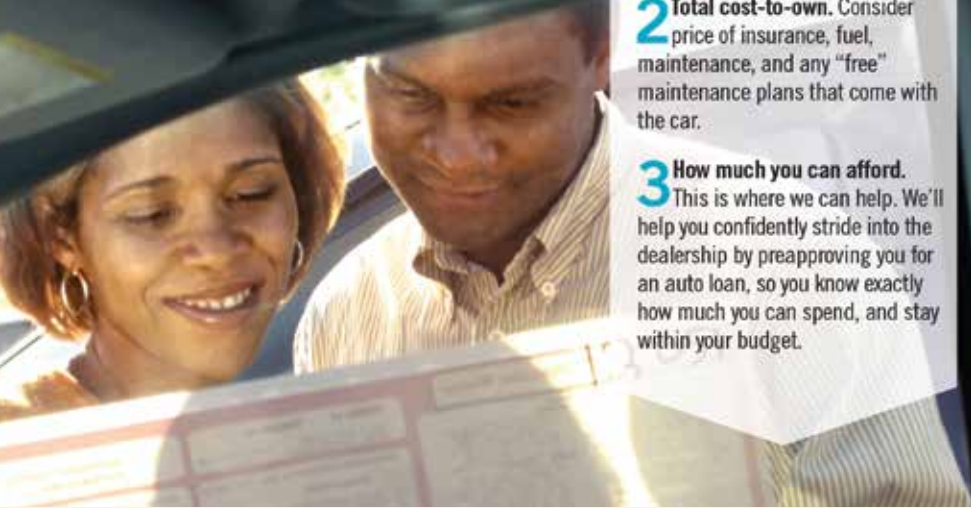 2 Total cost-to-own. Consider
price of insurance, fuel,
maintenance, and any “free”
maintenance plans that come with
the car.
3 How much you can afford.
This is where we can help. We’ll
help you confidently stride into the
dealership by preapproving you for
an auto loan, so you know exactly
how much you can spend, and stay
within your budget.